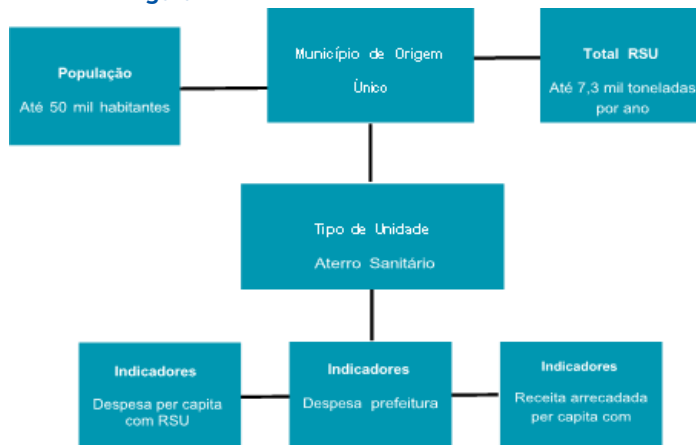 População
Até 50 mil habitantes
Município de Origem
Único
Total RSU
Até 7,3 mil toneladas
por ano
Tipo de Unidade
Aterro Sanitário
Indicadores
Despesa per capita
com RSU
Indicadores
Despesa prefeitura
Indicadores
Receita arrecadada
per capita com